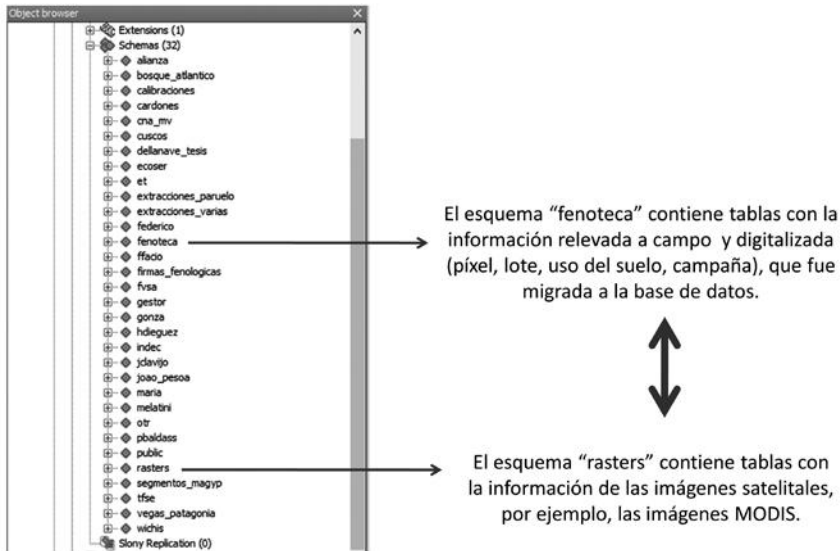 Object browser
Extensions (1)
Schemas (32)
alianza
bosque_atlantico
calibraciones
cardones
cna_mv
cuscos
dellanave_tesis
ecoser
et
extracciones_paruelo
extracciones_varias
federico
fenoteca
ffacio
firmas_fenologicas
fvsa
gestor
gonza
hdieguez
indec
jclavijo
joao_pesoa
maria
melatini
otr
pbaldass
public
rasters
segmentos_magyp
tfse
vegas_patagonia
wichis
Slony Replication (0)
El esquema “fenoteca” contiene tablas con la
información relevada a campo y digitalizada
(píxel, lote, uso del suelo, campaña), que fue
migrada a la base de datos.
El esquema “rasters” contiene tablas con
la información de las imágenes satelitales,
por ejemplo, las imágenes MODIS.